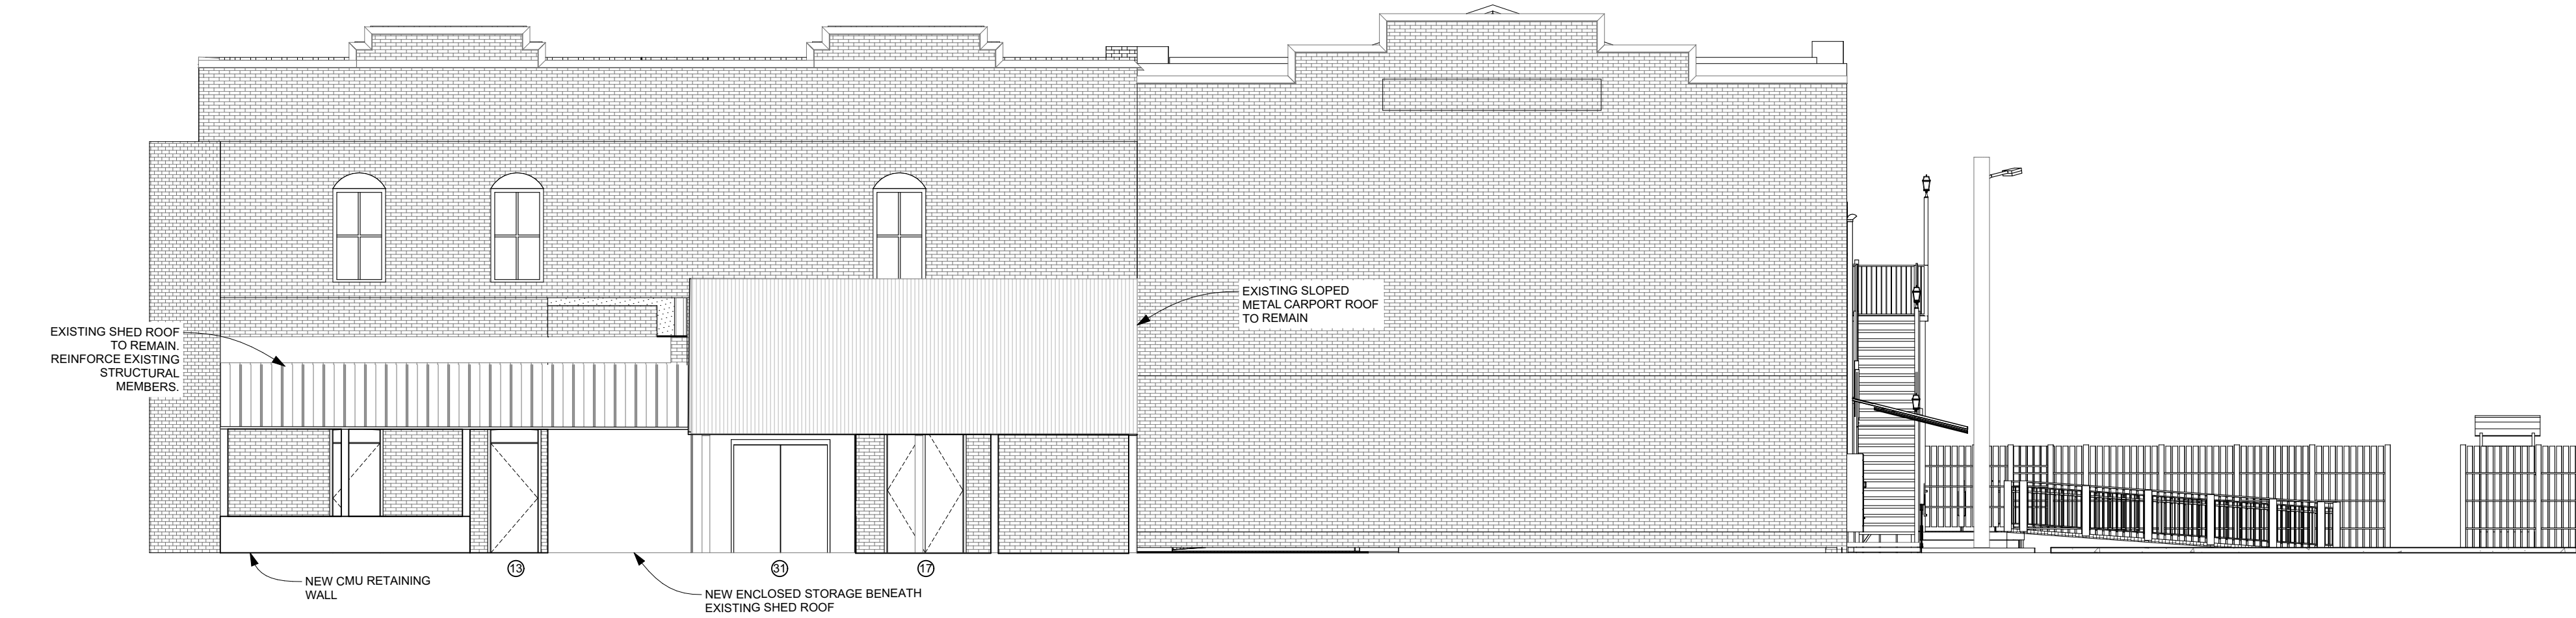 EXISTING SHED ROOF
TO REMAIN.
REINFORCE EXISTING
STRUCTURAL
MEMBERS.
EXISTING SLOPED
METAL CARPORT ROOF
TO REMAIN
13
31
17
NEW CMU RETAINING
WALL
NEW ENCLOSED STORAGE BENEATH
EXISTING SHED ROOF